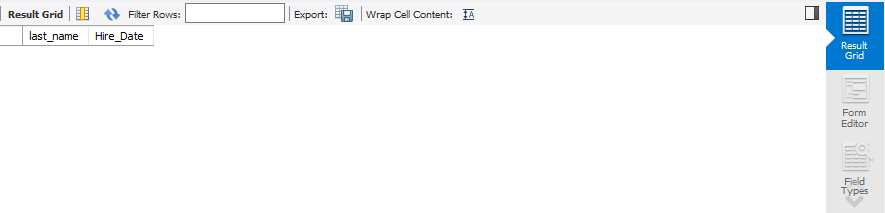 Result Grid Filter Rows: Export: Wrap Cell Content:
last_name Hire_Date
Result
Grid
Form
Editor
Field
Types